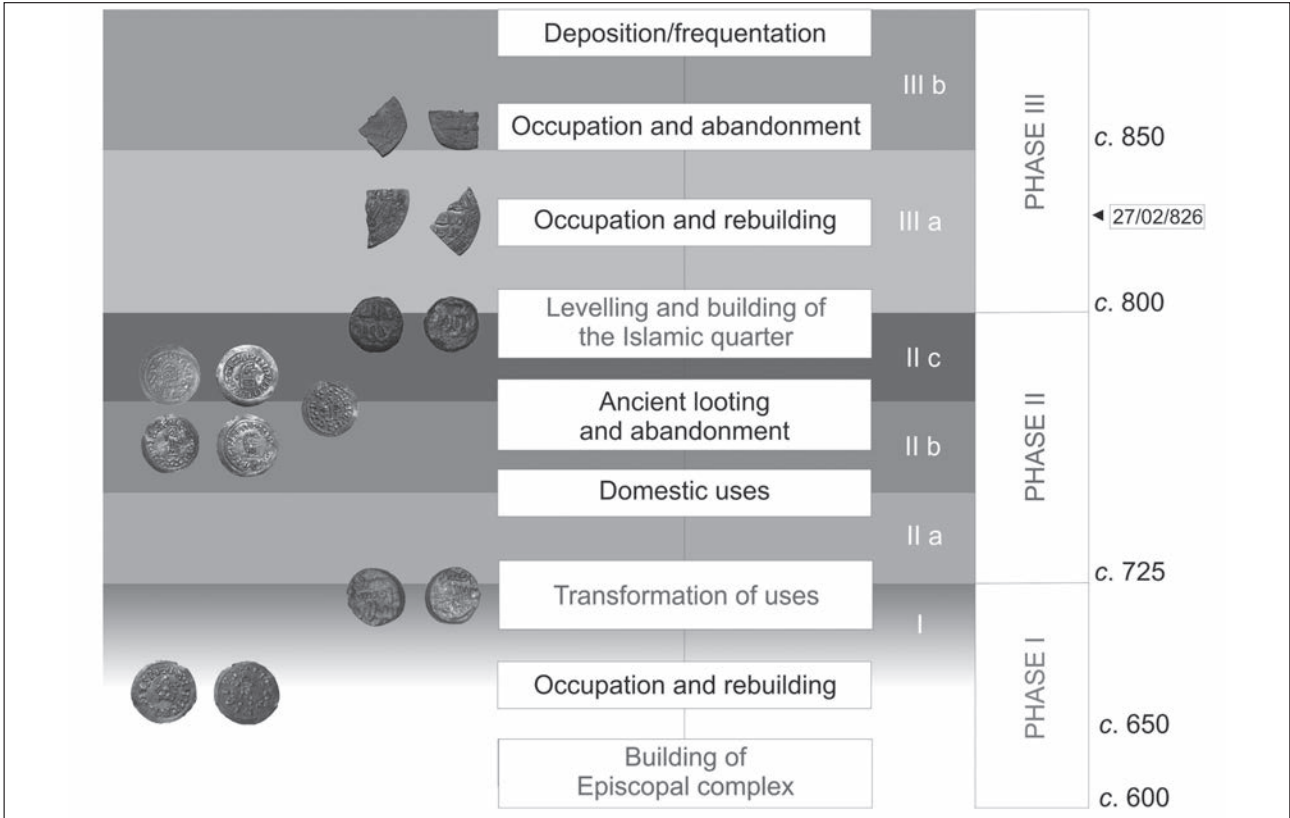 Deposition/frequentation
III b
Occupation and abandonment
c. 850
PHASE III
Occupation and rebuilding
III a
27/02/826
Levelling and building of
the Islamic quarter
c. 800
II c
Ancient looting
and abandonment
II b
PHASE II
Domestic uses
II a
c. 725
Transformation of uses
I
PHASE I
Occupation and rebuilding
c. 650
Building of
Episcopal complex
c. 600